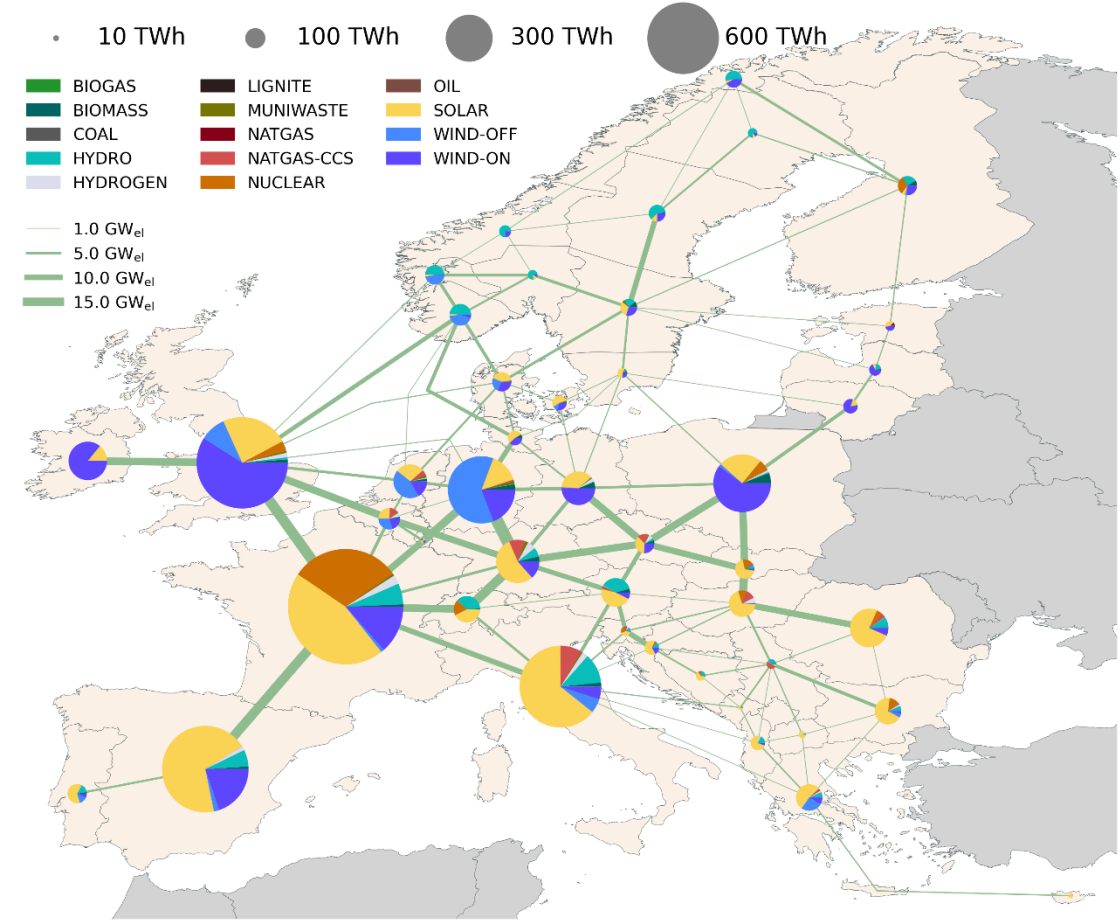 10 TWh 100 TWh 300 TWh 600 TWh
BIOGAS LIGNITE OIL
BIOMASS MUNIWASTE SOLAR
COAL NATGAS WIND-OFF
HYDRO NATGAS-CCS WIND-ON
HYDROGEN NUCLEAR
1.0 GWel
5.0 GWel
10.0 GWel
15.0 GWel